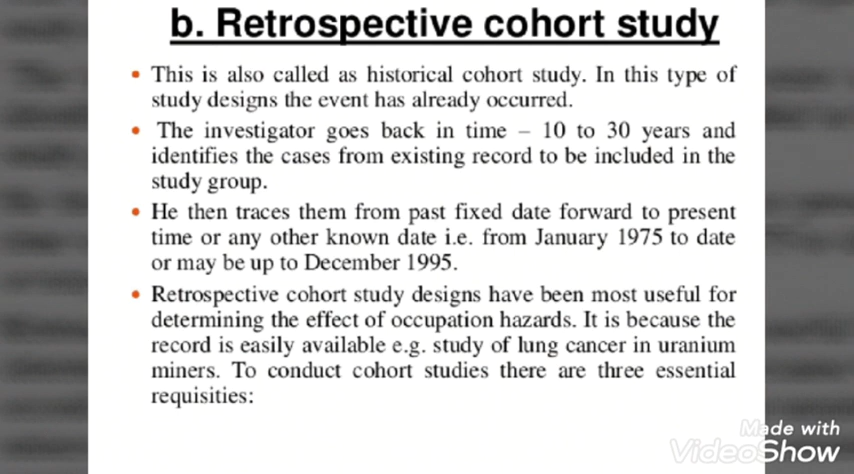 b. Retrospective cohort study
• This is also called as historical cohort study. In this type of
study designs the event has already occurred.
• The investigator goes back in time – 10 to 30 years and
identifies the cases from existing record to be included in the
study group.
• He then traces them from past fixed date forward to present
time or any other known date i.e. from January 1975 to date
or may be up to December 1995.
• Retrospective cohort study designs have been most useful for
determining the effect of occupation hazards. It is because the
record is easily available e.g. study of lung cancer in uranium
miners. To conduct cohort studies there are three essential
requisities:
Made with
VideoShow